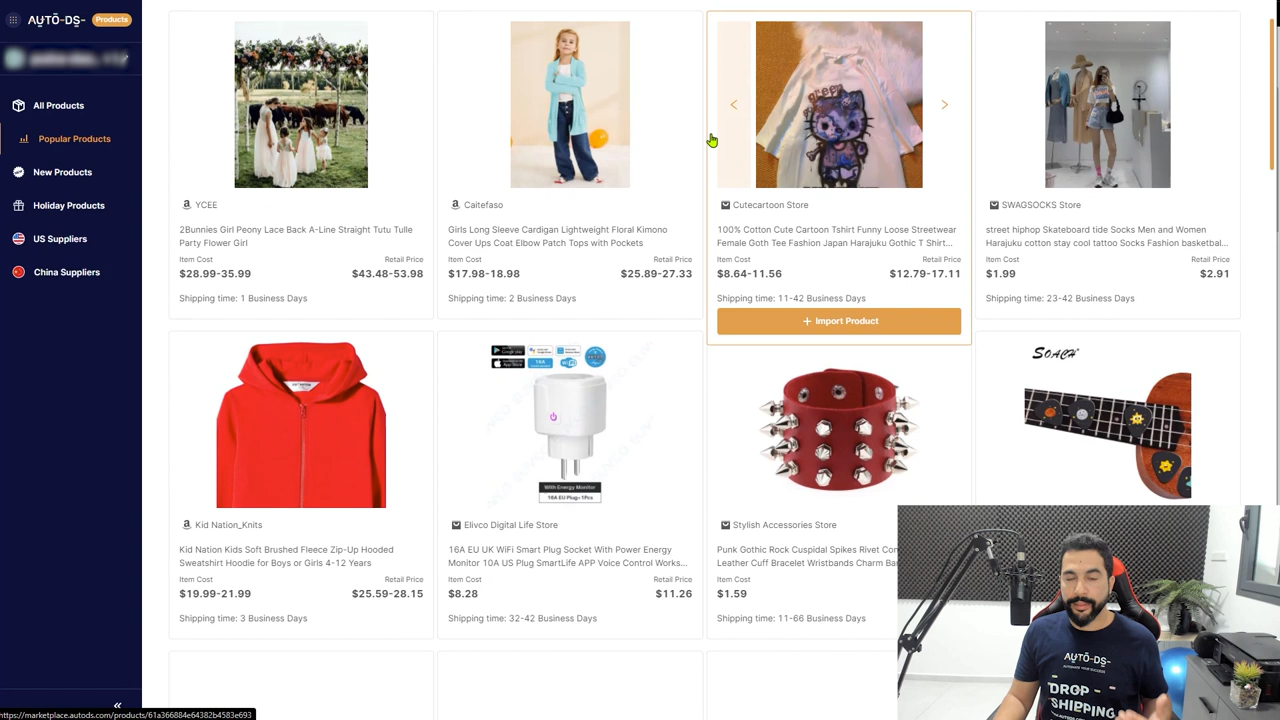 AUTO-DS- Products
All Products
Popular Products
New Products
Holiday Products
US Suppliers
China Suppliers
YCEE
2Bunnies Girl Peony Lace Back A-Line Straight Tutu Tulle
Party Flower Girl
Item Cost Retail Price
$28.99-35.99 $43.48-53.98
Shipping time: 1 Business Days
Caitefaso
Girls Long Sleeve Cardigan Lightweight Floral Kimono
Cover Ups Coat Elbow Patch Tops with Pockets
Item Cost Retail Price
$17.98-18.98 $25.89-27.33
Shipping time: 2 Business Days
Cutecartoon Store
100% Cotton Cute Cartoon Tshirt Funny Loose Streetwear
Female Goth Tee Fashion Japan Harajuku Gothic T Shirt...
Item Cost Retail Price
$8.64-11.56 $12.79-17.11
Shipping time: 11-42 Business Days
+ Import Product
SWAGSOCKS Store
street hiphop Skateboard tide Socks Men and Women
Harajuku cotton stay cool tattoo Socks Fashion basketbal...
Item Cost Retail Price
$1.99 $2.91
Shipping time: 23-42 Business Days
Kid Nation_Knits
Kid Nation Kids Soft Brushed Fleece Zip-Up Hooded
Sweatshirt Hoodie for Boys or Girls 4-12 Years
Item Cost Retail Price
$19.99-21.99 $25.59-28.15
Shipping time: 3 Business Days
With Energy Monitor
16A EU Plug-1Pcs
Elivco Digital Life Store
16A EU UK WiFi Smart Plug Socket With Power Energy
Monitor 10A US Plug SmartLife APP Voice Control Works...
Item Cost Retail Price
$8.28 $11.26
Shipping time: 32-42 Business Days
Stylish Accessories Store
Punk Gothic Rock Cuspidal Spikes Rivet Con
Leather Cuff Bracelet Wristbands Charm Ba
Item Cost
$1.59
Shipping time: 11-66 Business Days
SOACH
AUTO-DS-
AUTOMATE YOUR SUCCESS
DROP
SHIPPING
https://marketplace.autods.com/products/61a366884e64382b4583e693